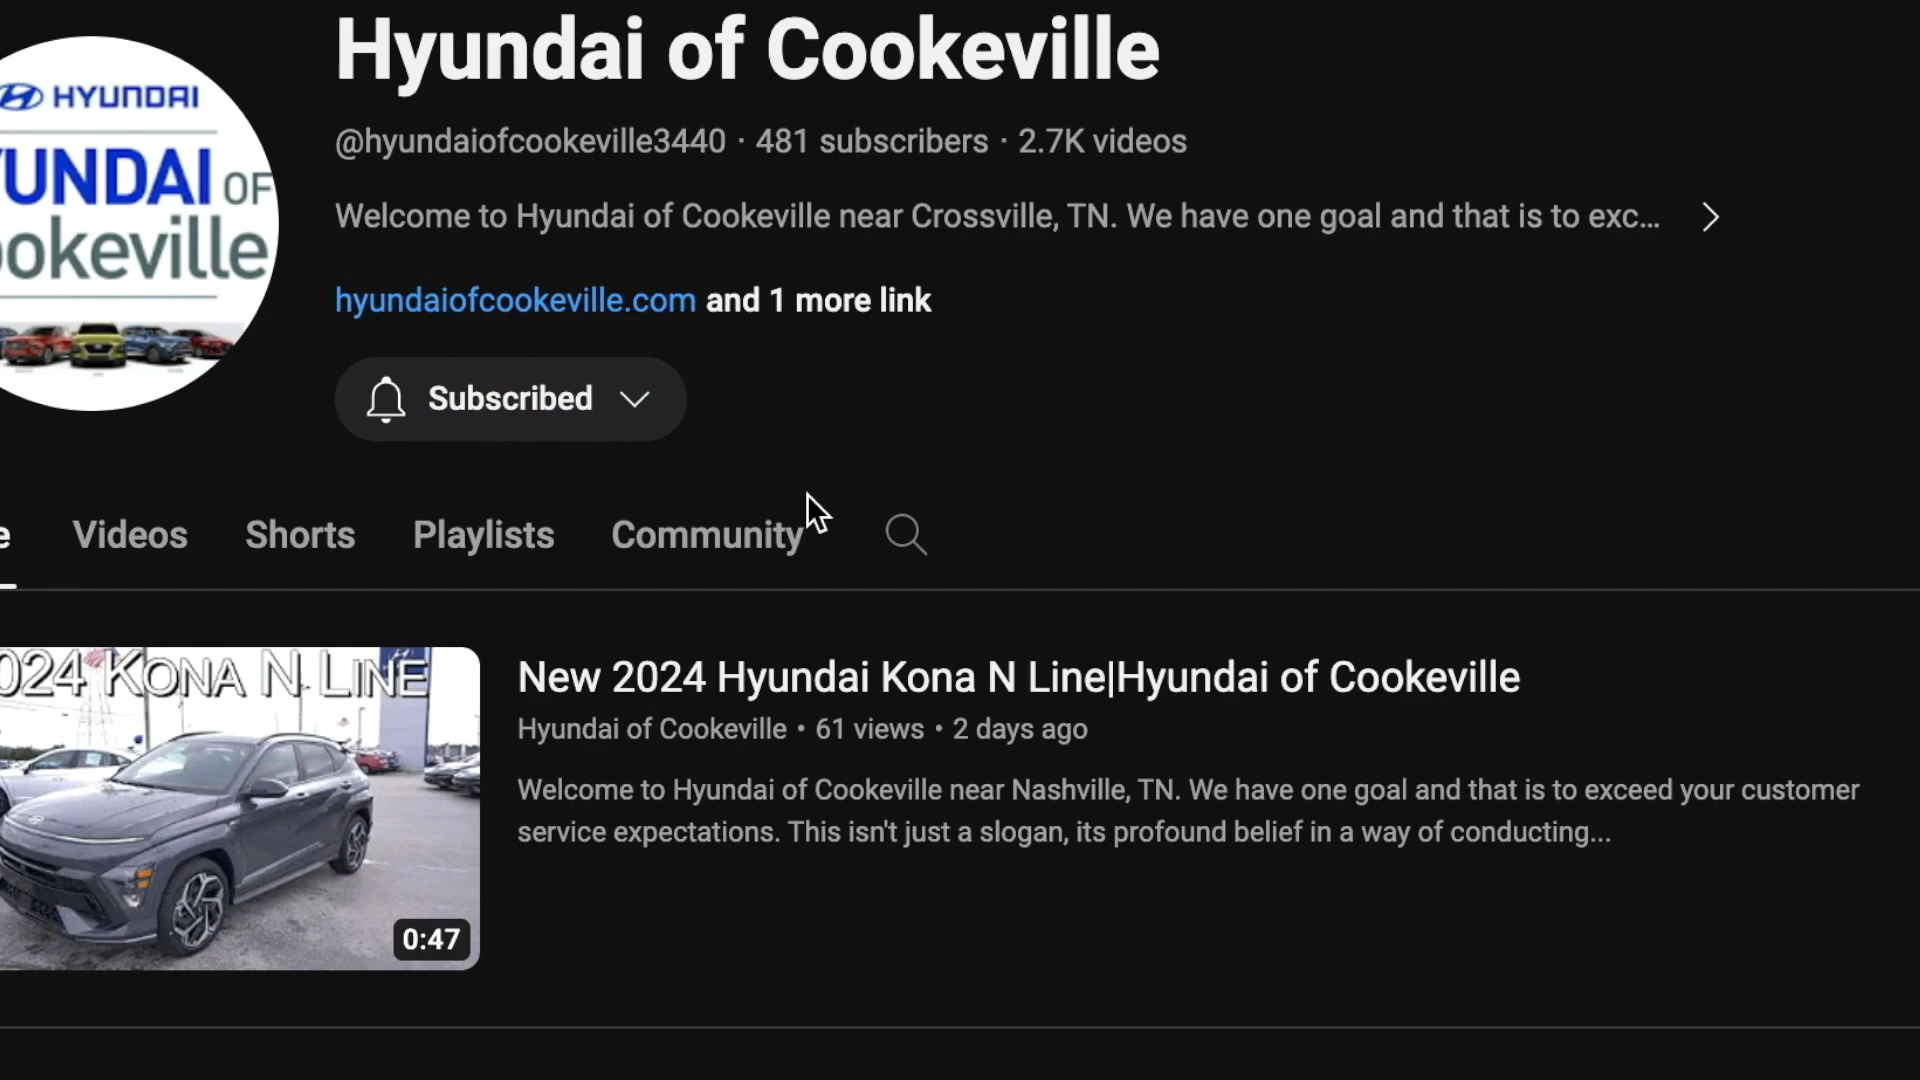 Hyundai of Cookeville
HYUNDAI
UNDAI OF
ookeville
@hyundaiofcookeville3440 · 481 subscribers · 2.7K videos
Welcome to Hyundai of Cookeville near Crossville, TN. We have one goal and that is to exc...
hyundaiofcookeville.com and 1 more link
Subscribed
e Videos Shorts Playlists Community
024 KONA N LINE
0:47
New 2024 Hyundai Kona N Line|Hyundai of Cookeville
Hyundai of Cookeville • 61 views • 2 days ago
Welcome to Hyundai of Cookeville near Nashville, TN. We have one goal and that is to exceed your customer
service expectations. This isn't just a slogan, its profound belief in a way of conducting...